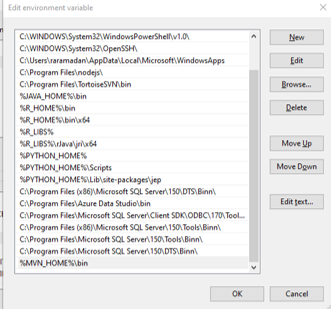 Edit environment variable
C:\WINDOWS\System32\WindowsPowerShell\v1.0\
C:\WINDOWS\System32\OpenSSH\
C:\Users\raramadan\AppData\Local\Microsoft\WindowsApps
C:\Program Files\nodejs\
C:\Program Files\TortoiseSVN\bin
%JAVA_HOME%\bin
%R_HOME%\bin
%R_HOME%\bin\x64
%R_LIBS%
%R_LIBS%\rJava\jri\x64
%PYTHON_HOME%
%PYTHON_HOME%\Scripts
%PYTHON_HOME%\Lib\site-packages\jep
C:\Program Files (x86)\Microsoft SQL Server\150\DTS\Binn\
C:\Program Files\Azure Data Studio\bin
C:\Program Files\Microsoft SQL Server\Client SDK\ODBC\170\Tool...
C:\Program Files (x86)\Microsoft SQL Server\150\Tools\Binn\
C:\Program Files\Microsoft SQL Server\150\Tools\Binn\
C:\Program Files\Microsoft SQL Server\150\DTS\Binn\
%MVN_HOME%\bin
New
Edit
Browse...
Delete
Move Up
Move Down
Edit text...
OK
Cancel